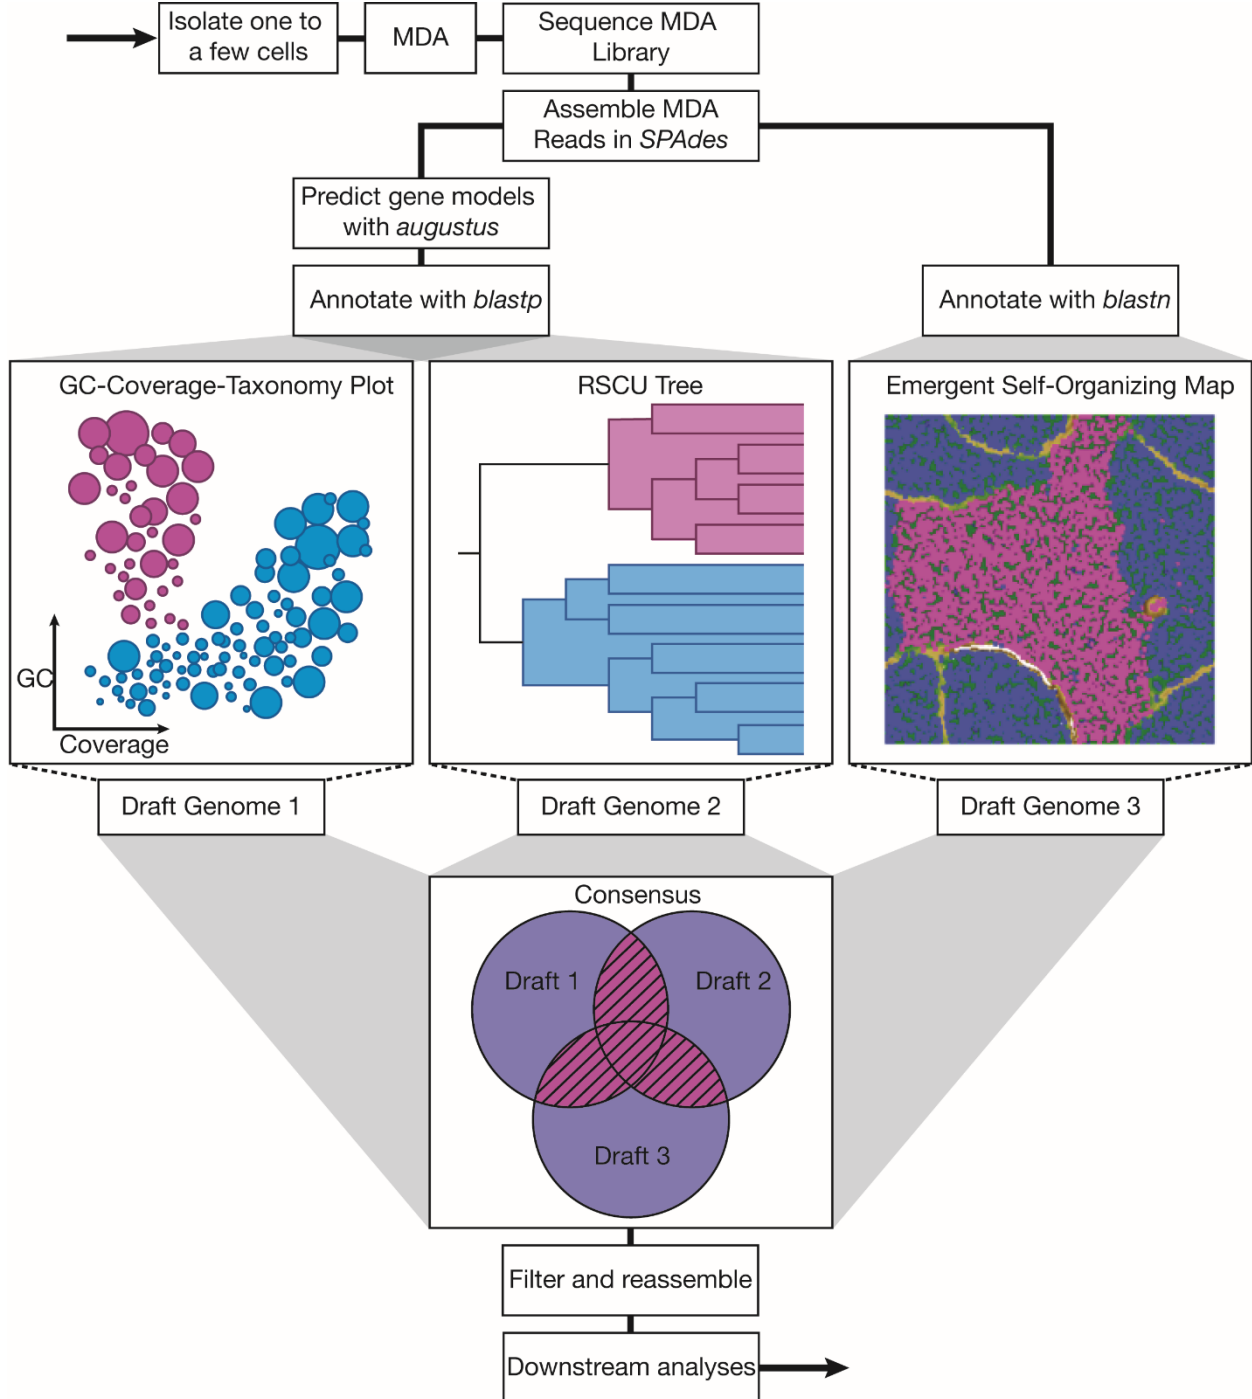 Isolate one to
a few cells
MDA
Sequence MDA
Library
Assemble MDA
Reads in SPAdes
Predict gene models
with augustus
Annotate with blastp
Annotate with blastn
GC-Coverage-Taxonomy Plot
GC
Coverage
RSCU Tree
Emergent Self-Organizing Map
Draft Genome 1
Draft Genome 2
Draft Genome 3
Consensus
Draft 1
Draft 2
Draft 3
Filter and reassemble
Downstream analyses